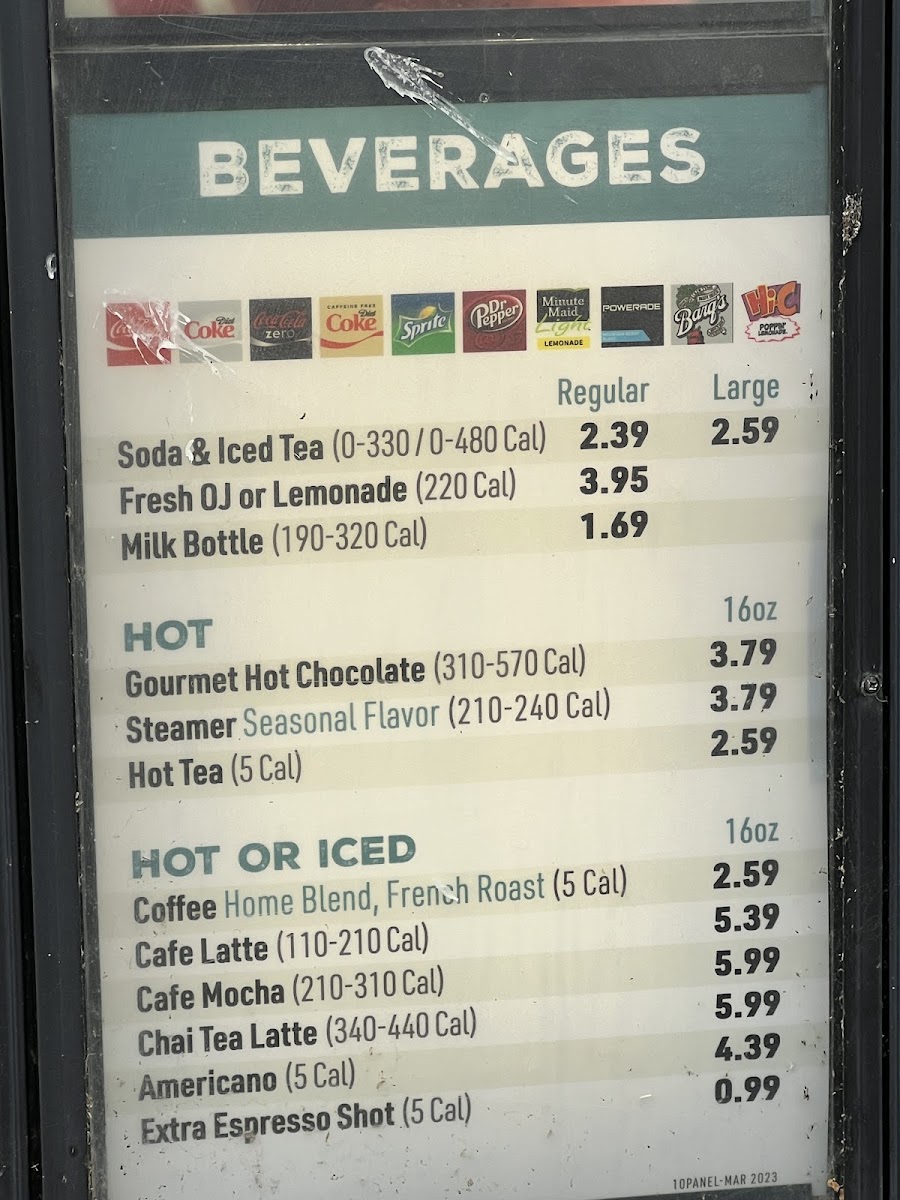 BEVERAGES
Coca-Cola
Diet Coke
Coca-Cola zero
CAFFEINE FREE Diet Coke
Sprite
Dr Pepper
Minute Maid Light LEMONADE
POWERADE
Barq's
Hi-C POPPIN' LEMONADE
Regular Large
Soda & Iced Tea (0-330 / 0-480 Cal) 2.39 2.59
Fresh OJ or Lemonade (220 Cal) 3.95
Milk Bottle (190-320 Cal) 1.69
HOT 16oz
Gourmet Hot Chocolate (310-570 Cal) 3.79
Steamer Seasonal Flavor (210-240 Cal) 3.79
Hot Tea (5 Cal) 2.59
HOT OR ICED 16oz
Coffee Home Blend, French Roast (5 Cal) 2.59
Cafe Latte (110-210 Cal) 5.39
Cafe Mocha (210-310 Cal) 5.99
Chai Tea Latte (340-440 Cal) 5.99
Americano (5 Cal) 4.39
Extra Espresso Shot (5 Cal) 0.99
10PANEL-MAR 2023